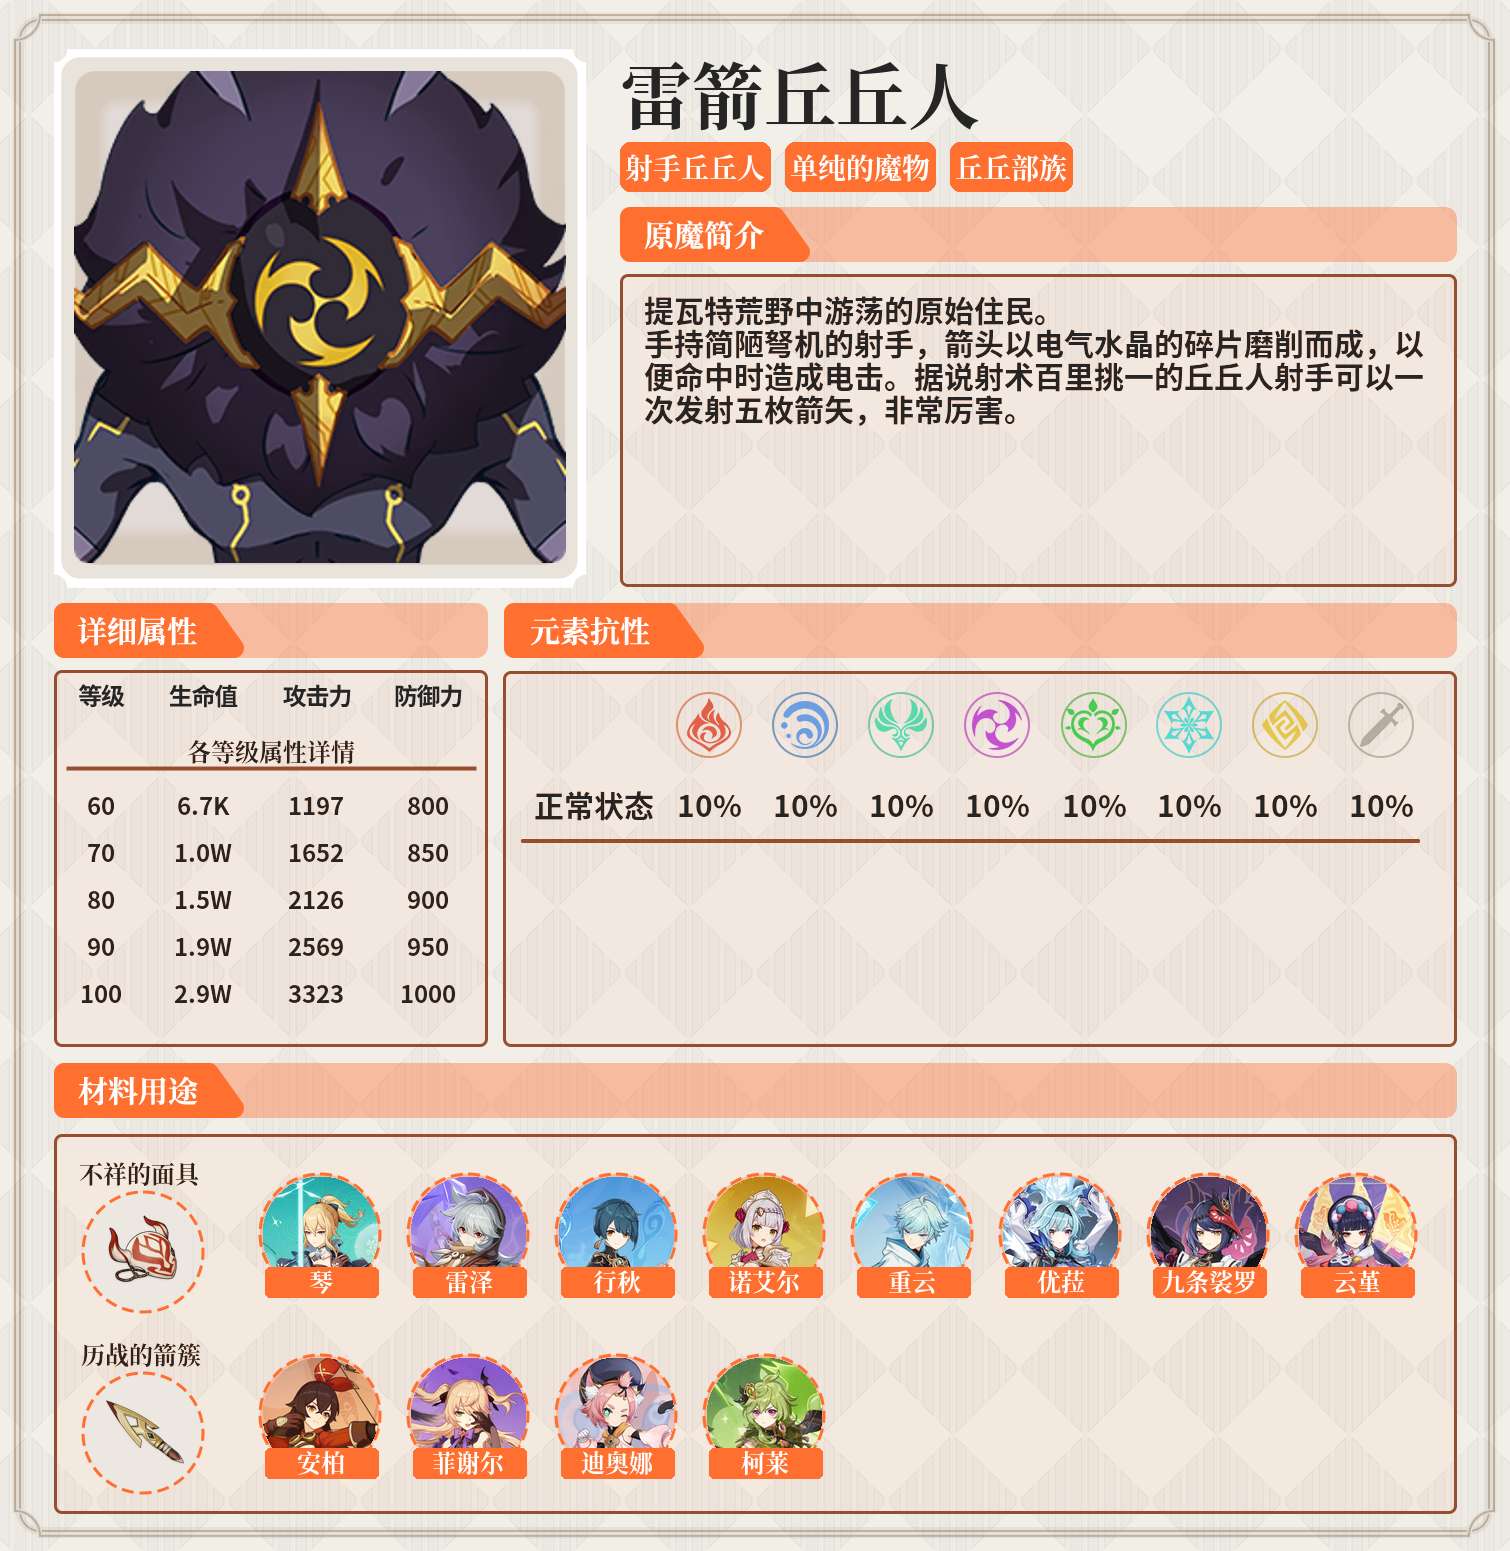 雷箭丘丘人
射手丘丘人 单纯的魔物 丘丘部族
原魔简介
提瓦特荒野中游荡的原始住民。
手持简陋弩机的射手，箭头以电气水晶的碎片磨削而成，以
便命中时造成电击。据说射术百里挑一的丘丘人射手可以一
次发射五枚箭矢，非常厉害。
详细属性
等级 生命值 攻击力 防御力
各等级属性详情
60 6.7K 1197 800
70 1.0W 1652 850
80 1.5W 2126 900
90 1.9W 2569 950
100 2.9W 3323 1000
元素抗性
正常状态 10% 10% 10% 10% 10% 10% 10% 10%
材料用途
不祥的面具
琴 雷泽 行秋 诺艾尔 重云 优菈 九条裟罗 云堇
历战的箭簇
安柏 菲谢尔 迪奥娜 柯莱